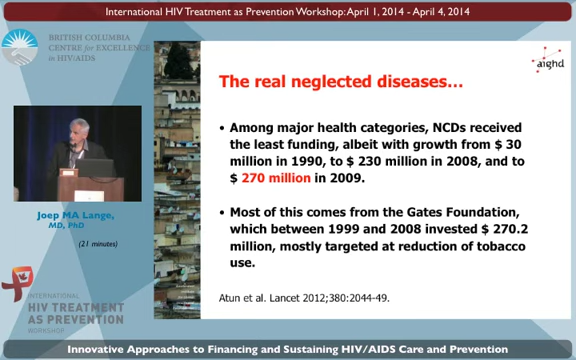 International HIV Treatment as Prevention Workshop: April 1, 2014 - April 4, 2014
BRITISH COLUMBIA
CENTRE for EXCELLENCE
in HIV/AIDS
aighd
The real neglected diseases...
• Among major health categories, NCDs received
the least funding, albeit with growth from $ 30
million in 1990, to $ 230 million in 2008, and to
$ 270 million in 2009.
• Most of this comes from the Gates Foundation,
which between 1999 and 2008 invested $ 270.2
million, mostly targeted at reduction of tobacco
use.
Atun et al. Lancet 2012;380:2044-49.
Joep MA Lange,
MD, PhD
(21 minutes)
INTERNATIONAL
HIV TREATMENT
AS PREVENTION
WORKSHOP
Innovative Approaches to Financing and Sustaining HIV/AIDS Care and Prevention